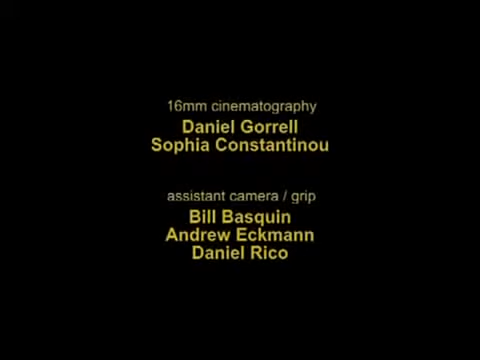 16mm cinematography
Daniel Gorrell
Sophia Constantinou
assistant camera / grip
Bill Basquin
Andrew Eckmann
Daniel Rico